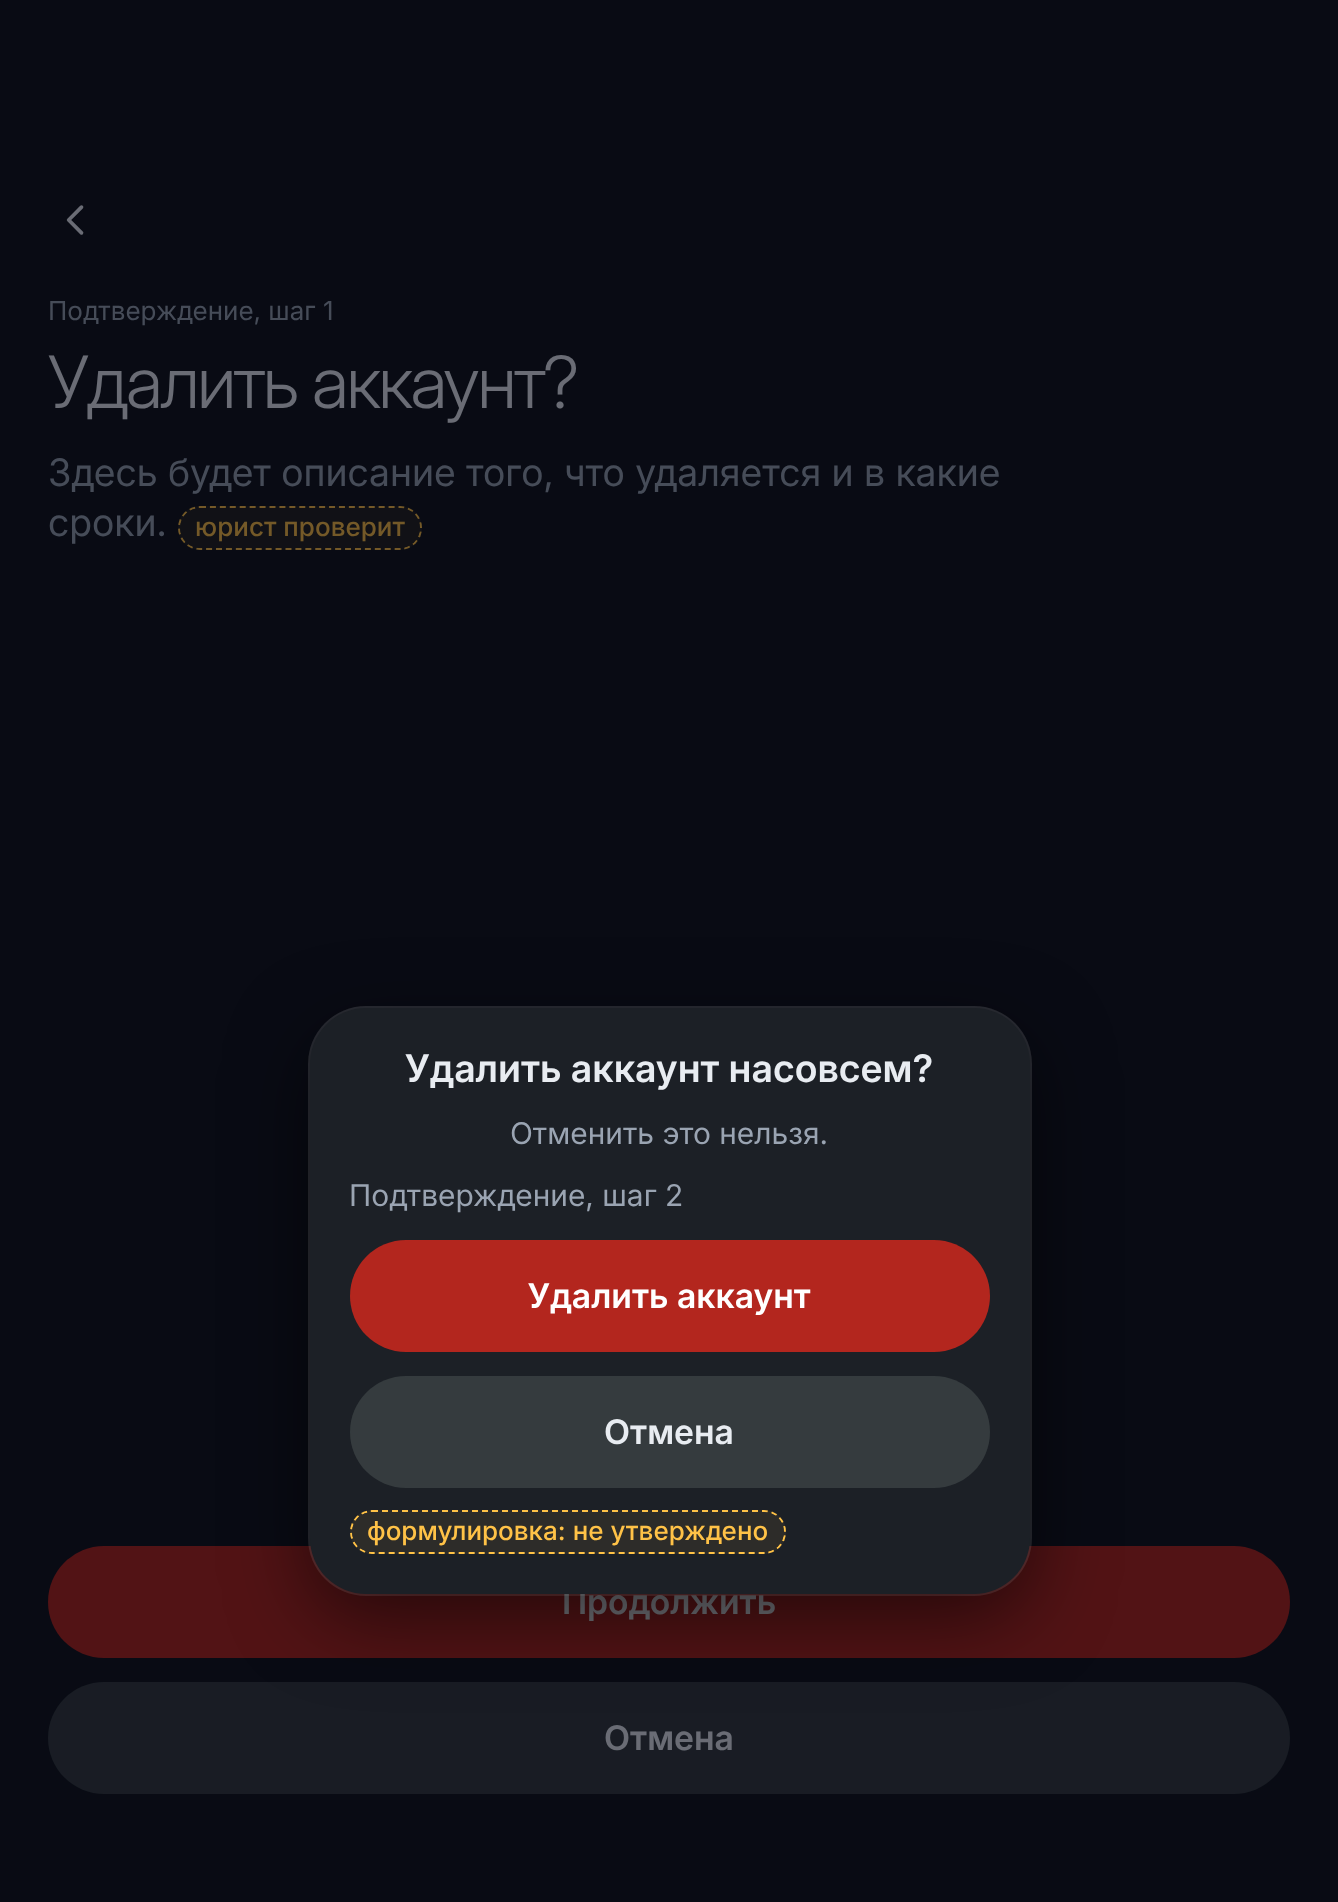 Подтверждение, шаг 1
Удалить аккаунт?
Здесь будет описание того, что удаляется и в какие
сроки. юрист проверит
Удалить аккаунт насовсем?
Отменить это нельзя.
Подтверждение, шаг 2
Удалить аккаунт
Отмена
формулировка: не утверждено
Продолжить
Отмена